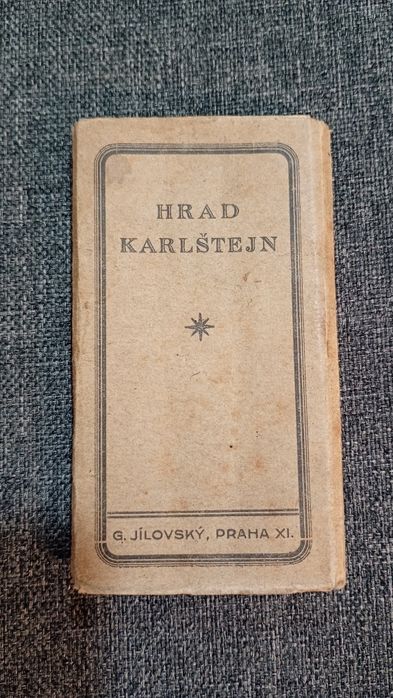 HRAD
KARLŠTEJN
G. JÍLOVSKÝ, PRAHA XI.